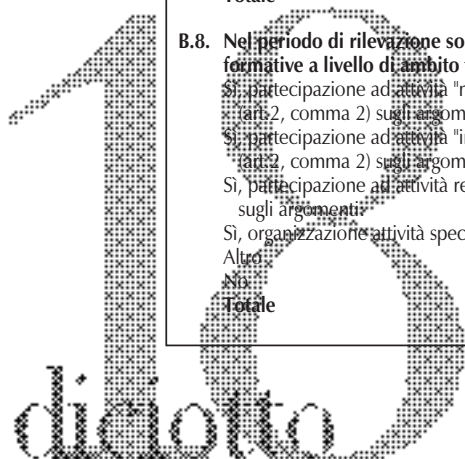 Totale
B.8. Nel periodo di rilevazione so
formative a livello di ambito
Sì, partecipazione ad attività "n
(art.2, comma 2) sugli argom
Sì, partecipazione ad attività "i
(art.2, comma 2) sugli argom
Sì, partecipazione ad attività re
sugli argomenti:
Sì, organizzazione attività spec
Altro
No
Totale
18
diciotto